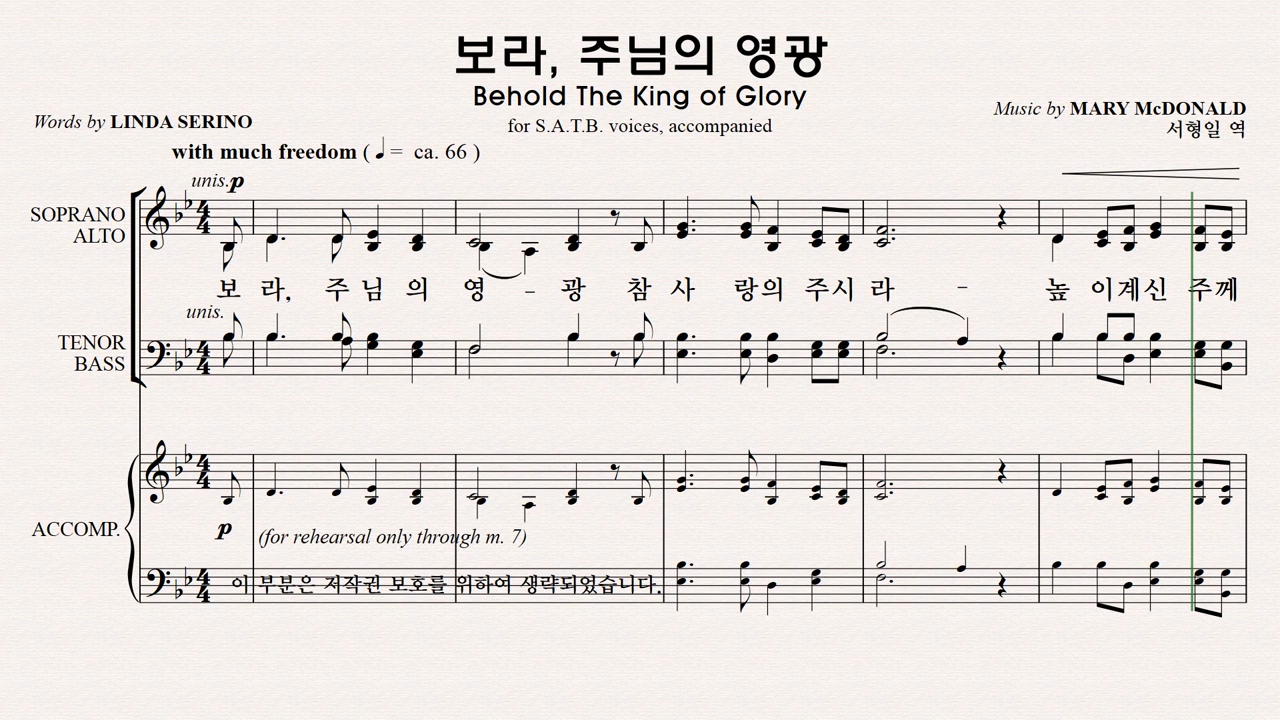 보라, 주님의 영광
Behold The King of Glory
for S.A.T.B. voices, accompanied
Words by LINDA SERINO
Music by MARY McDONALD
서형일 역
with much freedom ( ♩ = ca. 66 )
unis. p
SOPRANO
ALTO
보 라, 주 님 의 영 - 광 참 사 랑의 주시 라 - 높 이계신 주께
unis.
TENOR
BASS
ACCOMP.
p
(for rehearsal only through m. 7)
이 부분은 저작권 보호를 위하여 생략되었습니다.